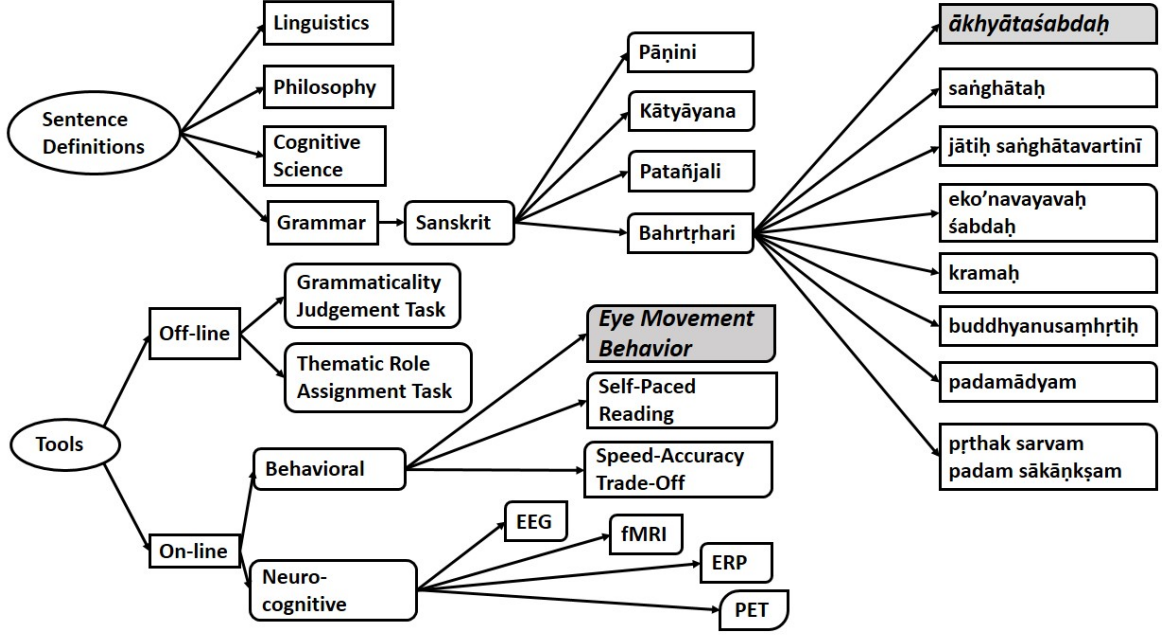 Sentence
Definitions
Linguistics
Philosophy
Cognitive
Science
Grammar
Sanskrit
Pāṇini
Kātyāyana
Patañjali
Bahrtṛhari
ākhyātaśabdaḥ
saṅghātaḥ
jātiḥ saṅghātavartinī
eko’navayavaḥ
śabdaḥ
kramaḥ
buddhyanusaṃhṛtiḥ
padamādyam
pṛthak sarvam
padam sākāṇkṣam
Tools
Off-line
Grammaticality
Judgement Task
Thematic Role
Assignment Task
On-line
Behavioral
Eye Movement
Behavior
Self-Paced
Reading
Speed-Accuracy
Trade-Off
Neuro-
cognitive
EEG
fMRI
ERP
PET